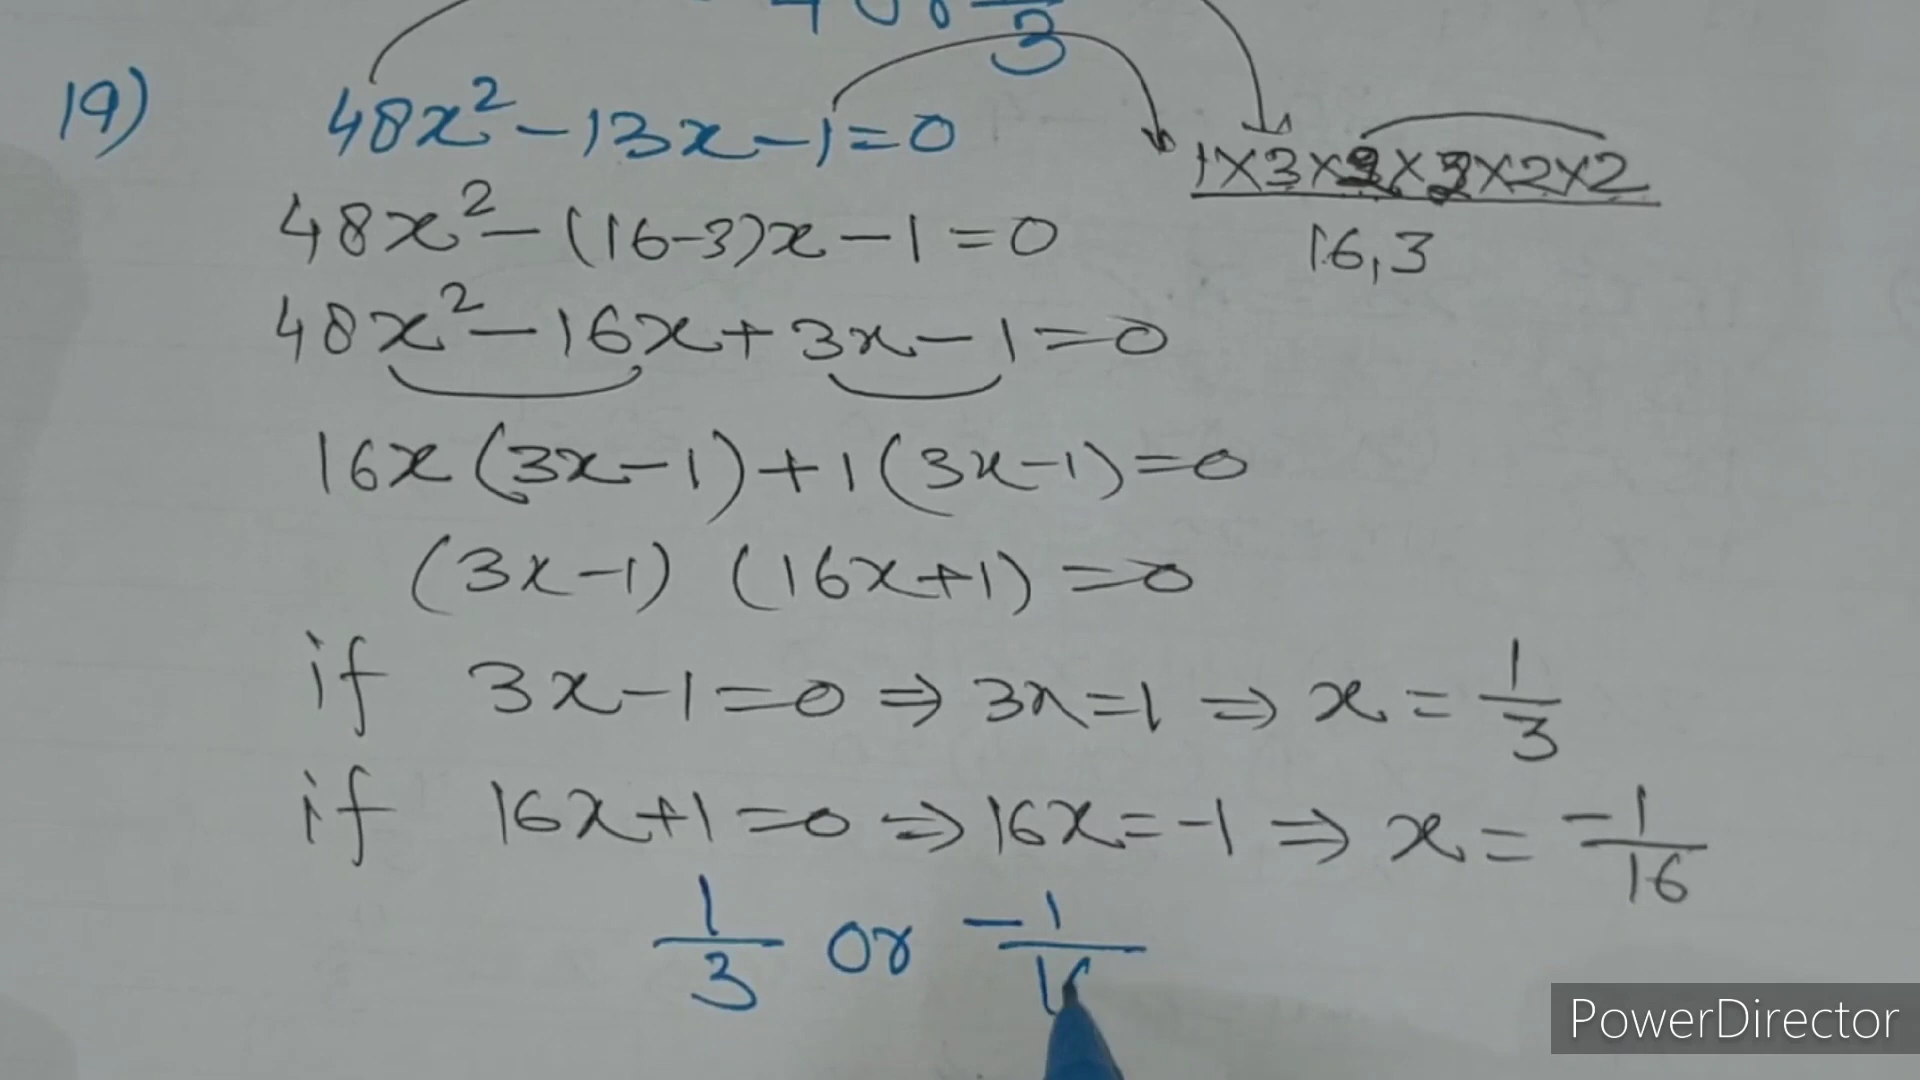 3
19) 48x² - 13x - 1 = 0
1×3×2×2×2×2
48x² - (16-3)x - 1 = 0
16,3
48x² - 16x + 3x - 1 = 0
16x (3x - 1) + 1 (3x - 1) = 0
(3x - 1) (16x + 1) = 0
if 3x - 1 = 0 ⇒ 3x = 1 ⇒ x = 1/3
if 16x + 1 = 0 ⇒ 16x = -1 ⇒ x = -1/16
1/3 or -1/1
PowerDirector